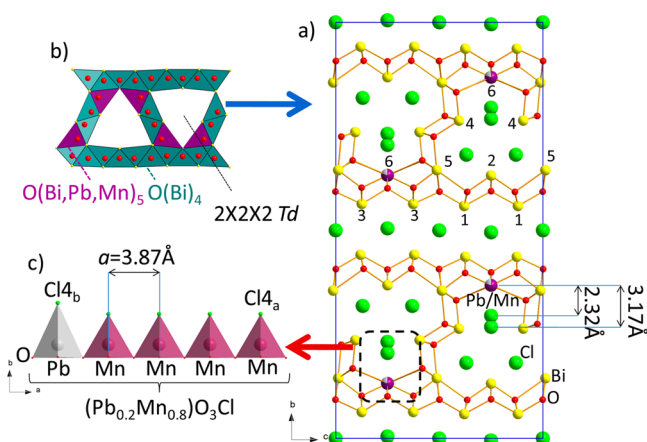 b)
O(Bi,Pb,Mn)5 O(Bi)4
2X2X2 Td
c)
a=3.87Å
Cl4b
Cl4a
O
Pb Mn Mn Mn Mn
b
a
(Pb0.2Mn0.8)O3Cl
a)
6
4 4
6 5 2 5
3 3 1 1
Pb/Mn
2.32Å
3.17Å
Cl
Bi
O
b
c